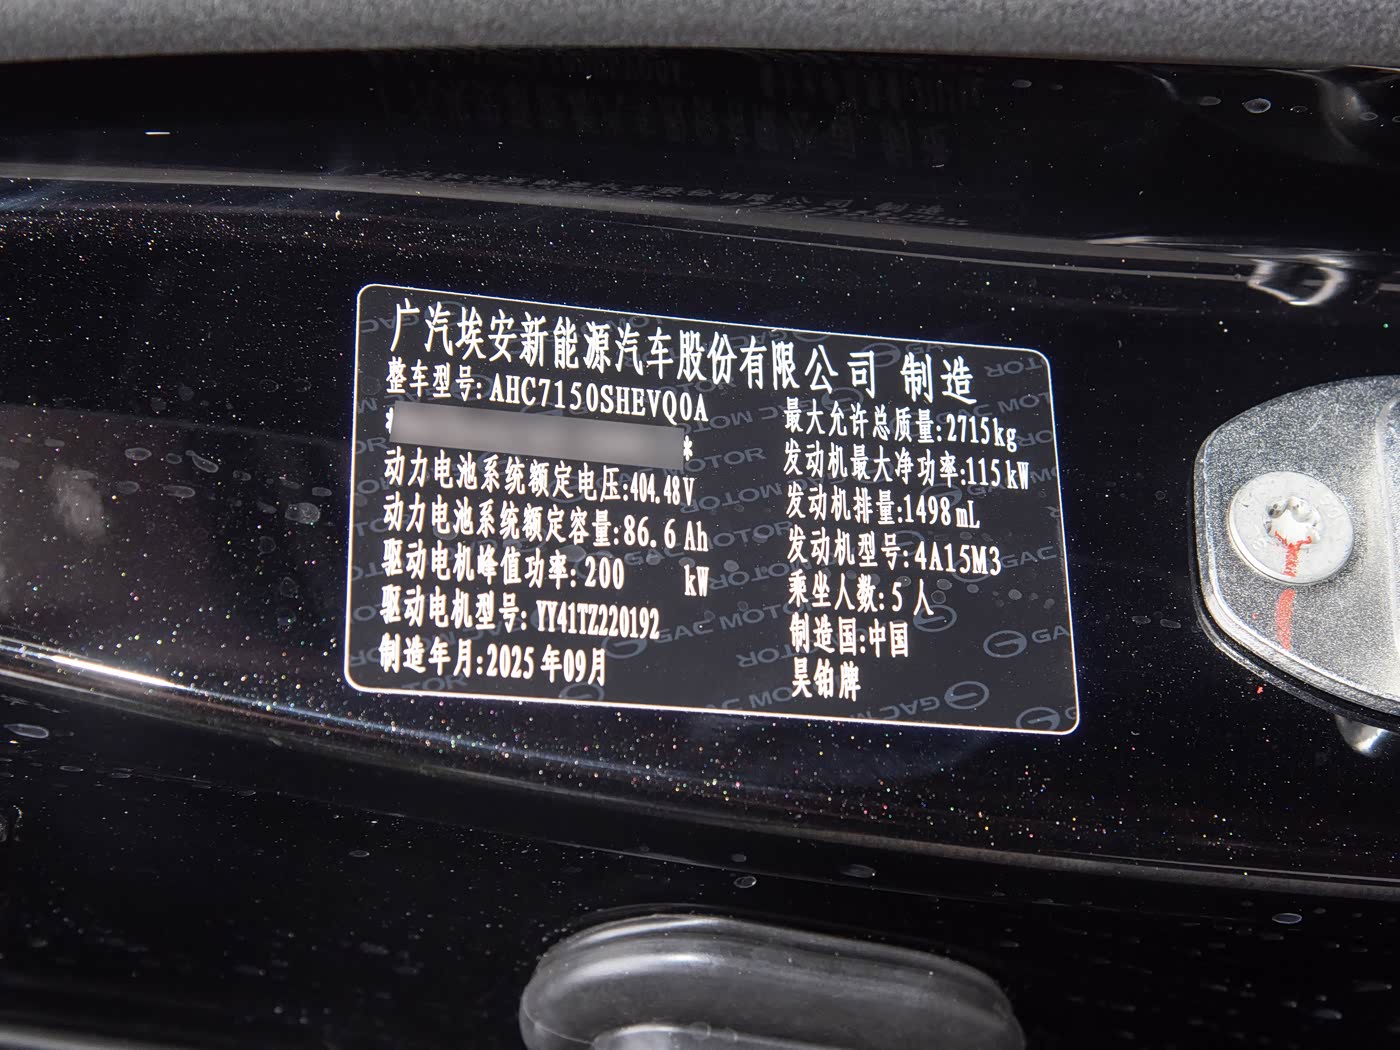 广汽埃安新能源汽车股份有限公司 制造
整车型号:AHC7150SHEVQ0A
* *
动力电池系统额定电压:404.48V
动力电池系统额定容量:86.6 Ah
驱动电机峰值功率:200 kW
驱动电机型号:YY41TZ220192
制造年月:2025年09月
最大允许总质量:2715kg
发动机最大净功率:115kW
发动机排量:1498mL
发动机型号:4A15M3
乘坐人数:5人
制造国:中国
昊铂牌
GAC MOTOR